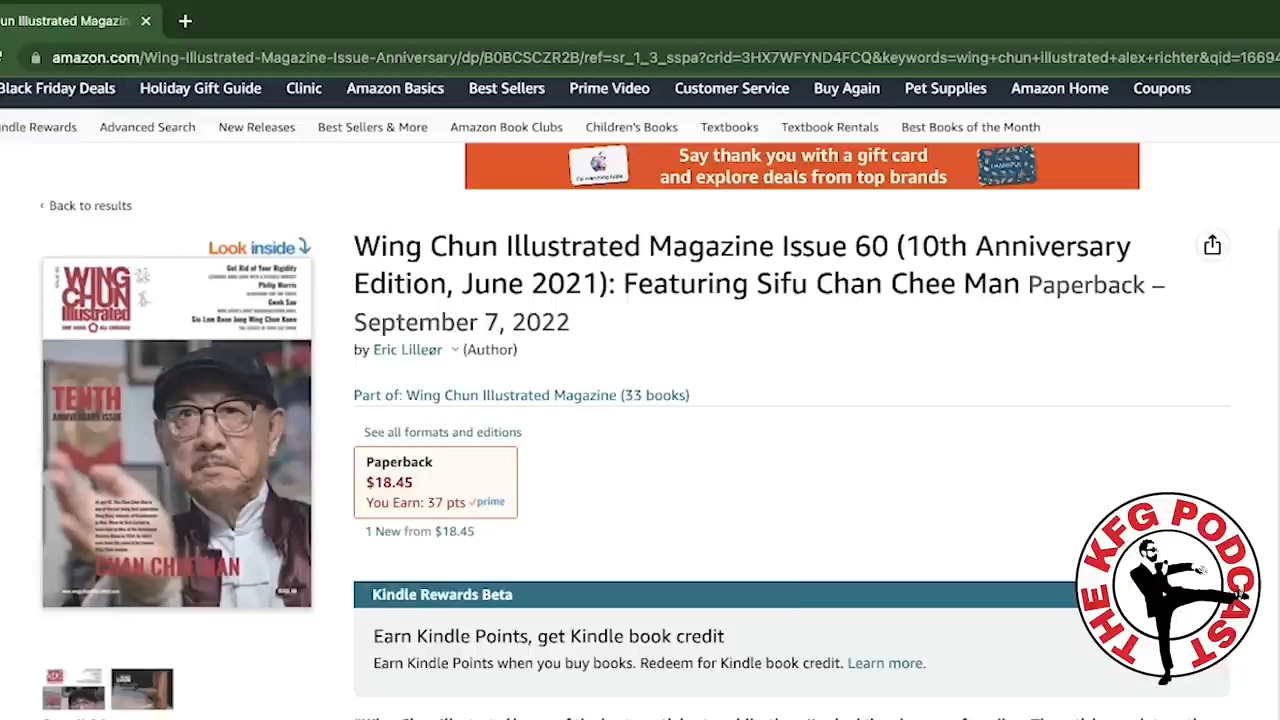 un Illustrated Magazin
amazon.com/Wing-Illustrated-Magazine-Issue-Anniversary/dp/B0BCSCZR2B/ref=sr_1_3_sspa?crid=3HX7WFYND4FCQ&keywords=wing+chun+illustrated+alex+richter&qid=16694
Black Friday Deals Holiday Gift Guide Clinic Amazon Basics Best Sellers Prime Video Customer Service Buy Again Pet Supplies Amazon Home Coupons
ndle Rewards Advanced Search New Releases Best Sellers & More Amazon Book Clubs Children's Books Textbooks Textbook Rentals Best Books of the Month
Say thank you with a gift card
and explore deals from top brands
‹ Back to results
Look inside
WING
CHUN
Illustrated
詠
春
Get Rid of Your Rigidity
Philip Morris
Gwoh Sau
Siu Lam Daan Jung Wing Chun Kuen
TENTH
ANNIVERSARY ISSUE
CHAN CHEE MAN
Wing Chun Illustrated Magazine Issue 60 (10th Anniversary
Edition, June 2021): Featuring Sifu Chan Chee Man Paperback –
September 7, 2022
by Eric Lilleør (Author)
Part of: Wing Chun Illustrated Magazine (33 books)
See all formats and editions
Paperback
$18.45
You Earn: 37 pts prime
1 New from $18.45
Kindle Rewards Beta
Earn Kindle Points, get Kindle book credit
Earn Kindle Points when you buy books. Redeem for Kindle book credit. Learn more.
THE KFG PODCAST